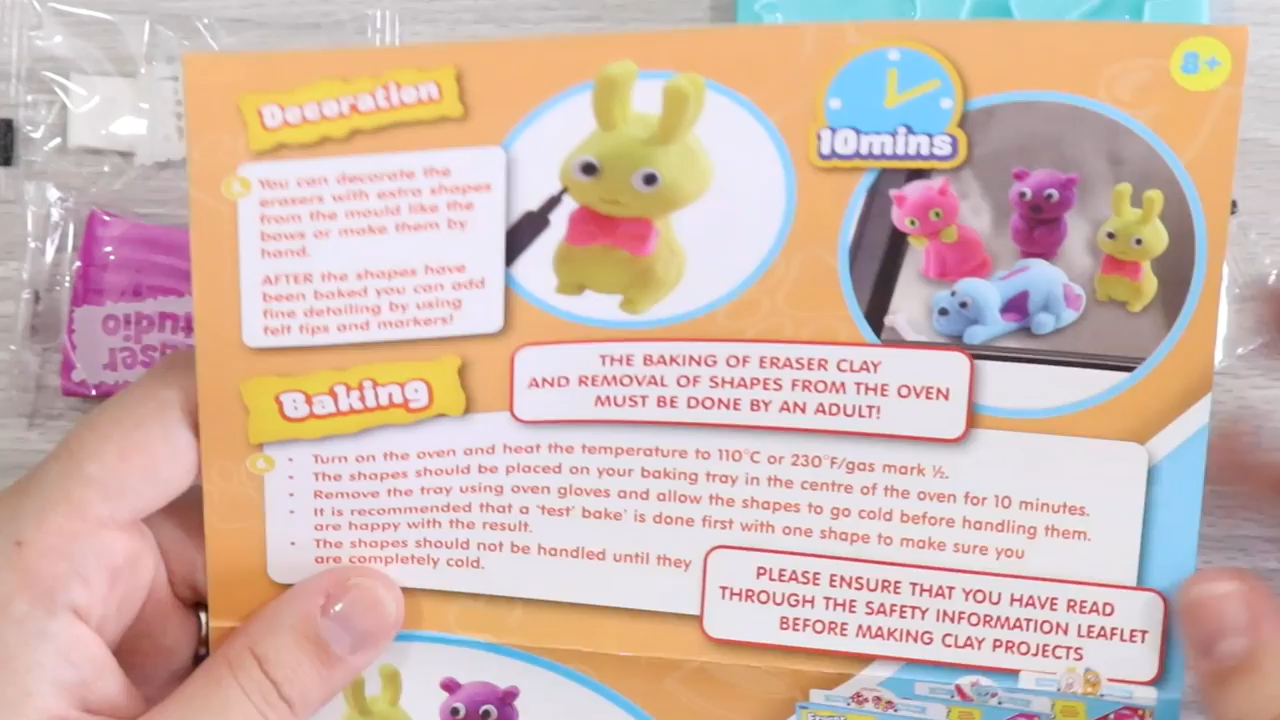 8+
Decoration
10mins
You can decorate the
erasers with extra shapes
from the mould like the
bows or make them by
hand.
AFTER the shapes have
been baked you can add
fine detailing by using
felt tips and markers!
THE BAKING OF ERASER CLAY
AND REMOVAL OF SHAPES FROM THE OVEN
MUST BE DONE BY AN ADULT!
Baking
• Turn on the oven and heat the temperature to 110°C or 230°F/gas mark ½.
• The shapes should be placed on your baking tray in the centre of the oven for 10 minutes.
• Remove the tray using oven gloves and allow the shapes to go cold before handling them.
• It is recommended that a 'test' bake' is done first with one shape to make sure you
are happy with the result.
• The shapes should not be handled until they
are completely cold.
PLEASE ENSURE THAT YOU HAVE READ
THROUGH THE SAFETY INFORMATION LEAFLET
BEFORE MAKING CLAY PROJECTS